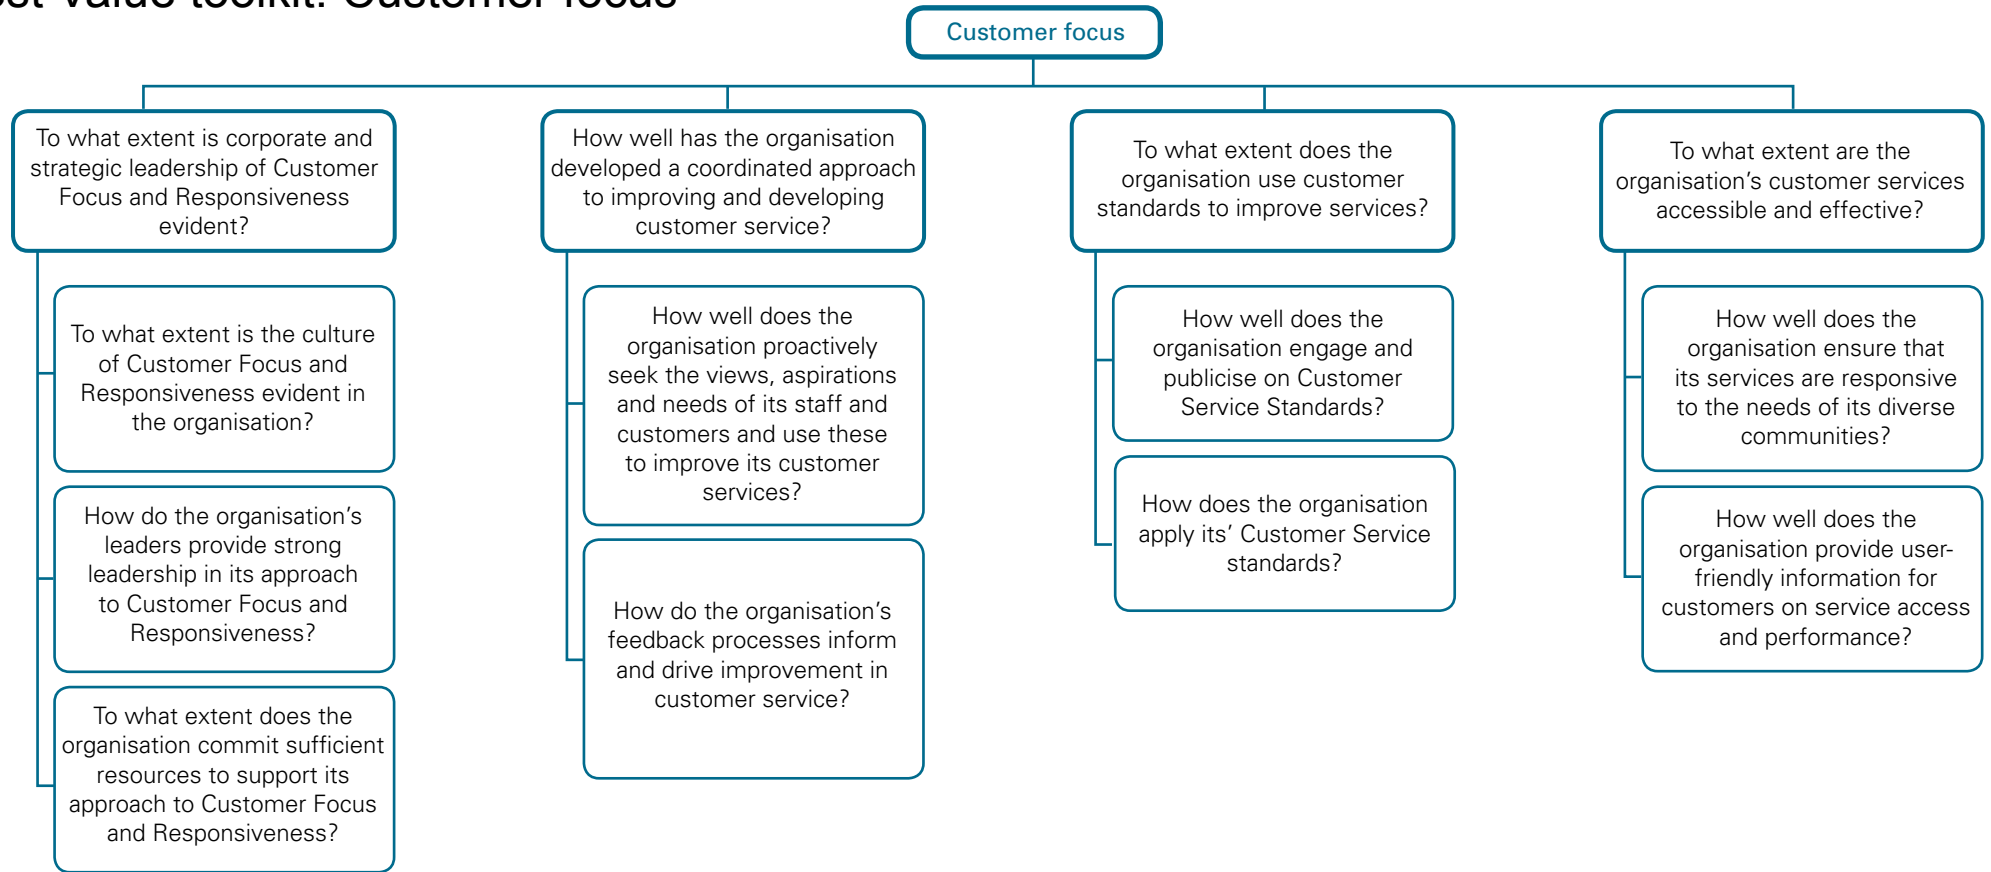 value toolkit: Customer focus
Customer focus
To what extent is corporate and
strategic leadership of Customer
Focus and Responsiveness
evident?
To what extent is the culture
of Customer Focus and
Responsiveness evident in
the organisation?
How do the organisation’s
leaders provide strong
leadership in its approach
to Customer Focus and
Responsiveness?
To what extent does the
organisation commit sufficient
resources to support its
approach to Customer Focus
and Responsiveness?
How well has the organisation
developed a coordinated approach
to improving and developing
customer service?
How well does the
organisation proactively
seek the views, aspirations
and needs of its staff and
customers and use these
to improve its customer
services?
How do the organisation’s
feedback processes inform
and drive improvement in
customer service?
To what extent does the
organisation use customer
standards to improve services?
How well does the
organisation engage and
publicise on Customer
Service Standards?
How does the organisation
apply its’ Customer Service
standards?
To what extent are the
organisation’s customer services
accessible and effective?
How well does the
organisation ensure that
its services are responsive
to the needs of its diverse
communities?
How well does the
organisation provide user-
friendly information for
customers on service access
and performance?